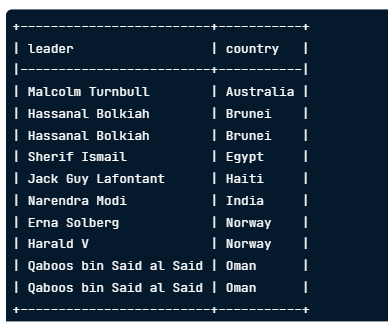 +------------------------+-----------+
| leader                 | country   |
|------------------------+-----------|
| Malcolm Turnbull       | Australia |
| Hassanal Bolkiah       | Brunei    |
| Hassanal Bolkiah       | Brunei    |
| Sherif Ismail          | Egypt     |
| Jack Guy Lafontant     | Haiti     |
| Narendra Modi          | India     |
| Erna Solberg           | Norway    |
| Harald V               | Norway    |
| Qaboos bin Said al Said | Oman      |
| Qaboos bin Said al Said | Oman      |
+------------------------+-----------+